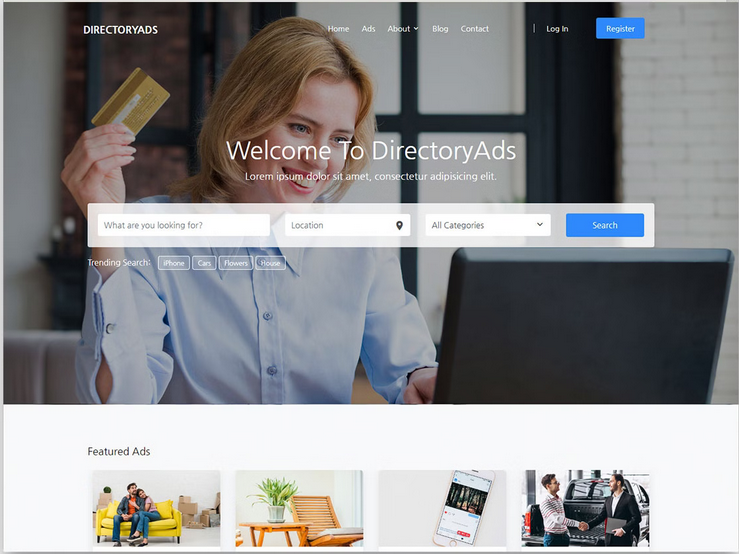 DIRECTORYADS
Home Ads About Blog Contact Log In Register
Welcome To DirectoryAds
Lorem ipsum dolor sit amet, consectetur adipisicing elit.
What are you looking for? Location All Categories Search
Trending Search: iPhone Cars Flowers House
Featured Ads